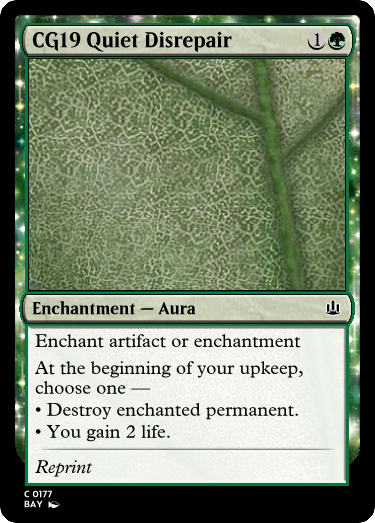 CG19 Quiet Disrepair 1
Enchantment — Aura
Enchant artifact or enchantment
At the beginning of your upkeep,
choose one —
• Destroy enchanted permanent.
• You gain 2 life.
Reprint
C 0177
BAY